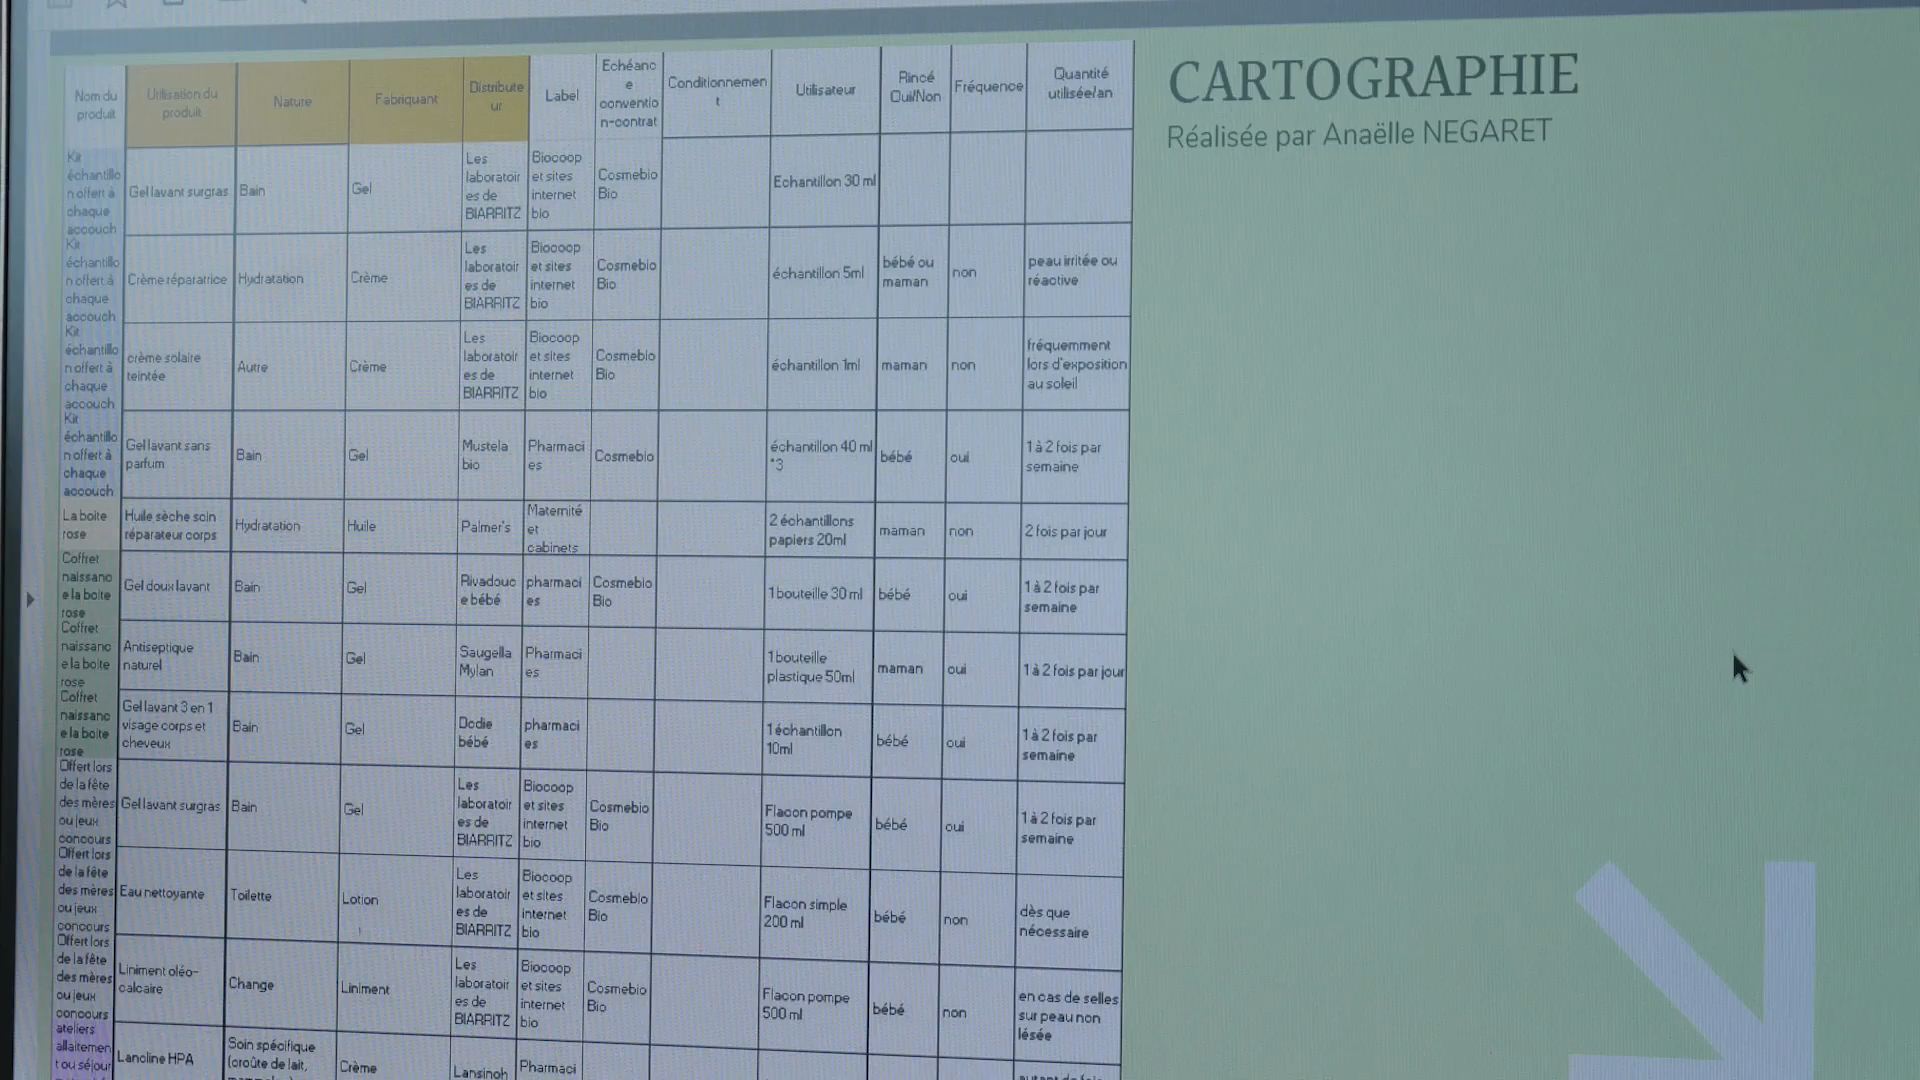 CARTOGRAPHIE
Réalisée par Anaëlle NEGARET
Nom du produit Utilisation du produit Nature Fabriquant Distributeur Label Echéance convention-contrat Conditionnement Utilisateur Rincé Oui/Non Fréquence Quantité utilisée/an
Kit échantillon offert à chaque accouch Gel lavant surgras Bain Gel Les laboratoires de BIARRITZ Biocoop et sites internet bio Cosmebio Bio Echantillon 30 ml
Kit échantillon offert à chaque accouch Crème réparatrice Hydratation Crème Les laboratoires de BIARRITZ Biocoop et sites internet bio Cosmebio Bio échantillon 5ml bébé ou maman non peau irritée ou réactive
Kit échantillon offert à chaque accouch crème solaire teintée Autre Crème Les laboratoires de BIARRITZ Biocoop et sites internet bio Cosmebio Bio échantillon 1ml maman non fréquemment lors d'exposition au soleil
Kit échantillon offert à chaque accouch Gel lavant sans parfum Bain Gel Mustela bio Pharmacies Cosmebio échantillon 40 ml *3 bébé oui 1 à 2 fois par semaine
La boite rose Huile sèche soin réparateur corps Hydratation Huile Palmer's Maternité et cabinets 2 échantillons papiers 20ml maman non 2 fois par jour
Coffret naissance la boite rose Gel doux lavant Bain Gel Rivadouce bébé pharmacies Cosmebio Bio 1 bouteille 30 ml bébé oui 1 à 2 fois par semaine
Coffret naissance la boite rose Antiseptique naturel Bain Gel Saugella Mylan Pharmacies 1 bouteille plastique 50ml maman oui 1 à 2 fois par jour
Coffret naissance la boite rose Gel lavant 3 en 1 visage corps et cheveux Bain Gel Dodie bébé pharmacies 1 échantillon 10ml bébé oui 1 à 2 fois par semaine
Offert lors de la fête des mères ou jeux concours Gel lavant surgras Bain Gel Les laboratoires de BIARRITZ Biocoop et sites internet bio Cosmebio Bio Flacon pompe 500 ml bébé oui 1 à 2 fois par semaine
Offert lors de la fête des mères ou jeux concours Eau nettoyante Toilette Lotion Les laboratoires de BIARRITZ Biocoop et sites internet bio Cosmebio Bio Flacon simple 200 ml bébé non dès que nécessaire
Offert lors de la fête des mères ou jeux concours Liniment oléo-calcaire Change Liniment Les laboratoires de BIARRITZ Biocoop et sites internet bio Cosmebio Bio Flacon pompe 500 ml bébé non en cas de selles sur peau non lésée
ateliers allaitement ou séjour Lanoline HPA Soin spécifique (croûte de lait, Crème Lansinoh Pharmaci